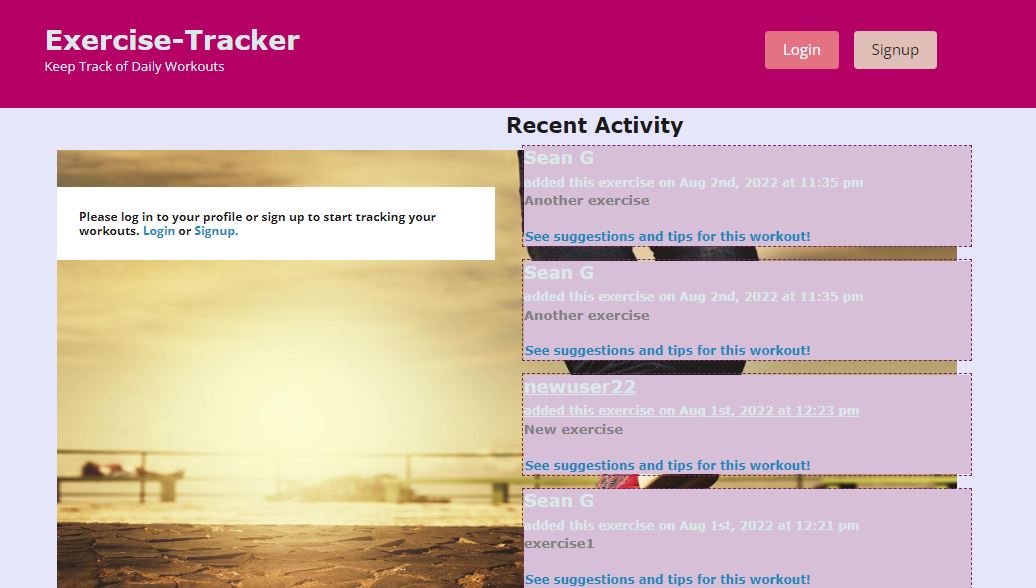 Exercise-Tracker
Keep Track of Daily Workouts
Login
Signup
Recent Activity
Please log in to your profile or sign up to start tracking your
workouts. Login or Signup.
Sean G
added this exercise on Aug 2nd, 2022 at 11:35 pm
Another exercise
See suggestions and tips for this workout!
Sean G
added this exercise on Aug 2nd, 2022 at 11:35 pm
Another exercise
See suggestions and tips for this workout!
newuser22
added this exercise on Aug 1st, 2022 at 12:23 pm
New exercise
See suggestions and tips for this workout!
Sean G
added this exercise on Aug 1st, 2022 at 12:21 pm
exercise1
See suggestions and tips for this workout!